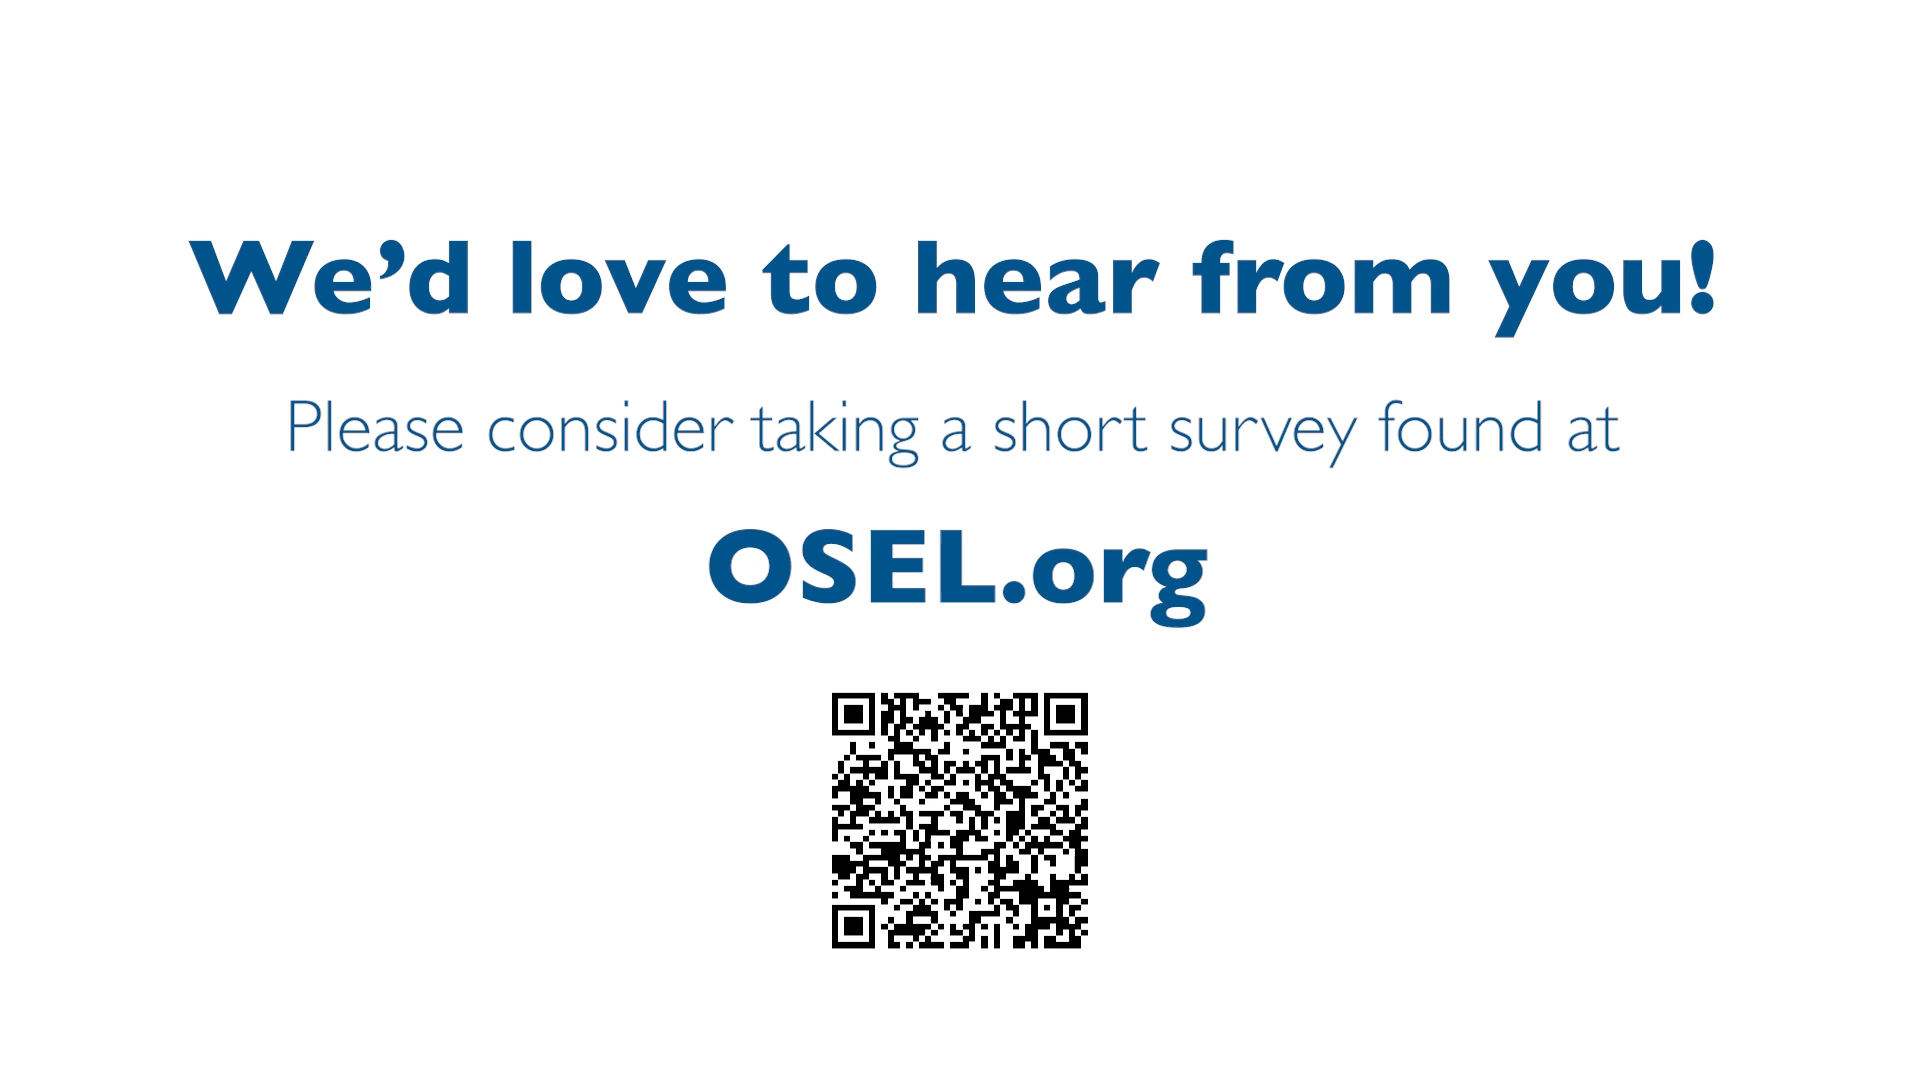 We’d love to hear from you!
Please consider taking a short survey found at
OSEL.org